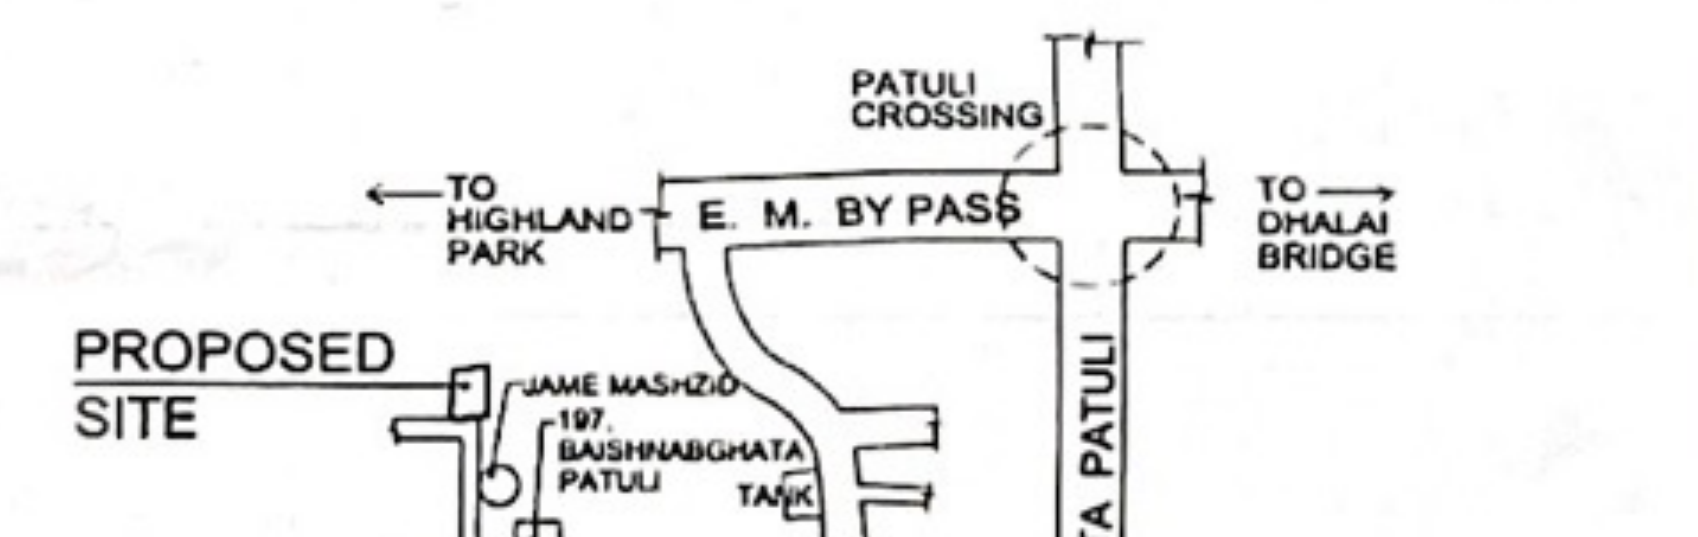 PATULI
CROSSING
TO
HIGHLAND
PARK
E. M. BY PASS
TO
DHALAI
BRIDGE
PROPOSED
SITE
JAME MASHZID
197.
BAISHNABGHATA
PATULI
TANK
TA PATULI